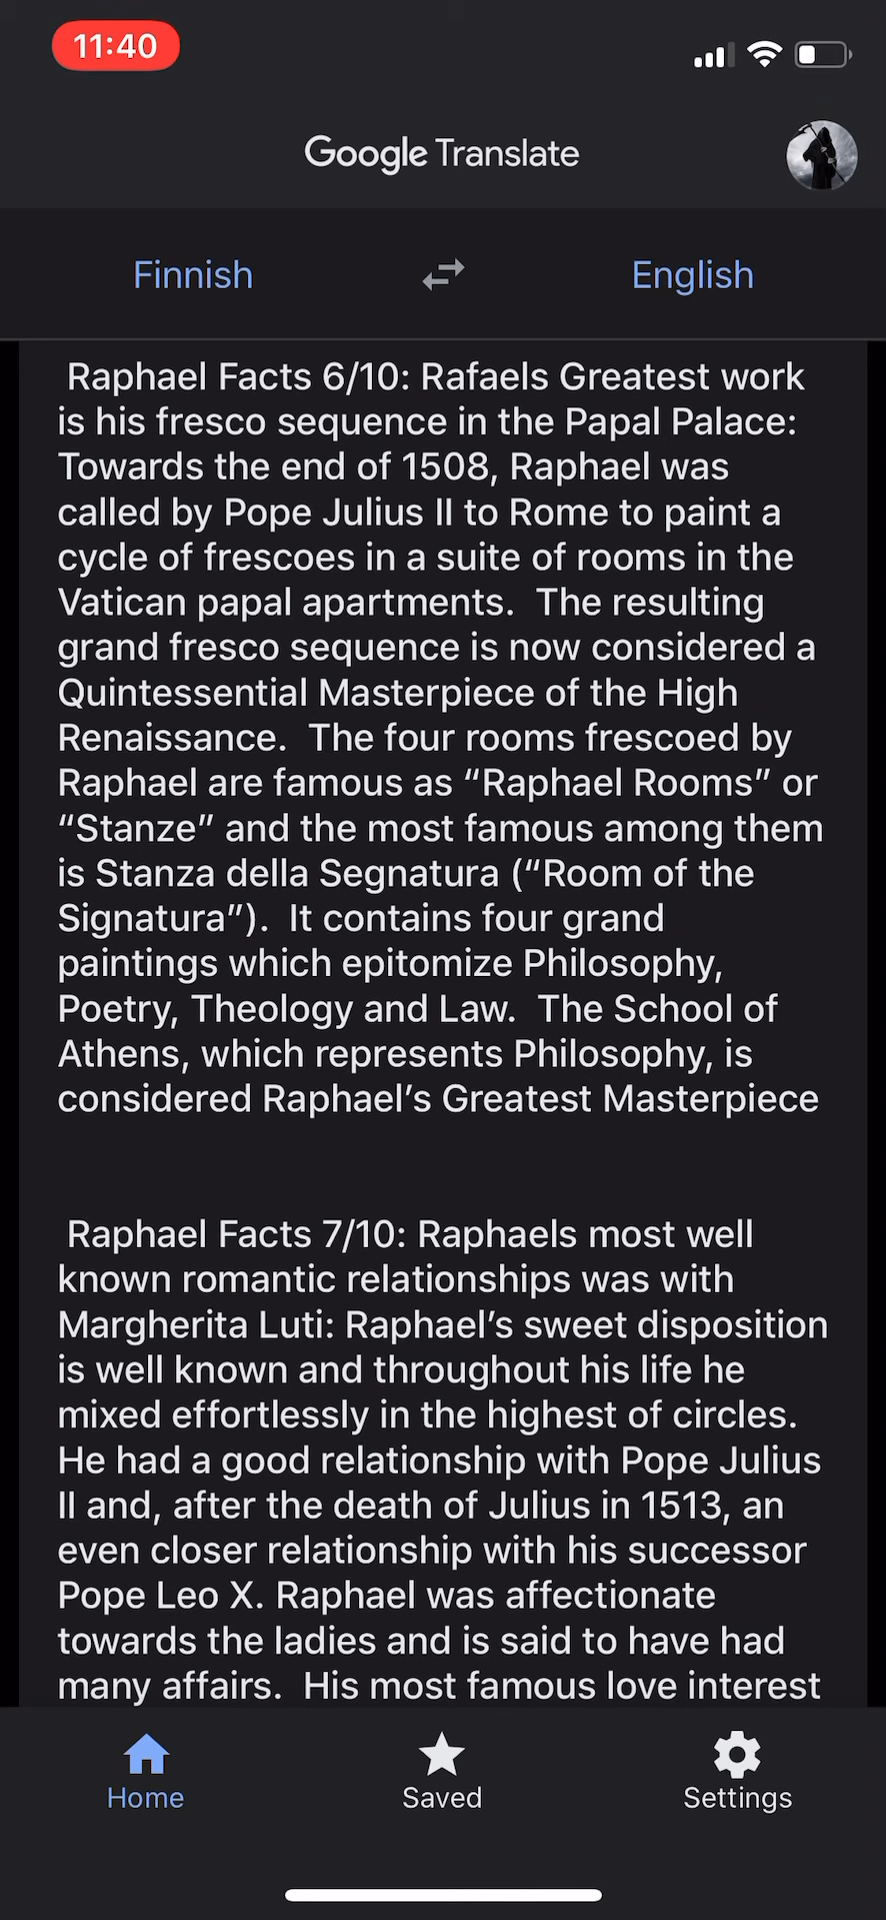 11:40
Google Translate
Finnish
English
Raphael Facts 6/10: Rafaels Greatest work
is his fresco sequence in the Papal Palace:
Towards the end of 1508, Raphael was
called by Pope Julius II to Rome to paint a
cycle of frescoes in a suite of rooms in the
Vatican papal apartments.  The resulting
grand fresco sequence is now considered a
Quintessential Masterpiece of the High
Renaissance.  The four rooms frescoed by
Raphael are famous as “Raphael Rooms” or
“Stanze” and the most famous among them
is Stanza della Segnatura (“Room of the
Signatura”).  It contains four grand
paintings which epitomize Philosophy,
Poetry, Theology and Law.  The School of
Athens, which represents Philosophy, is
considered Raphael’s Greatest Masterpiece
Raphael Facts 7/10: Raphaels most well
known romantic relationships was with
Margherita Luti: Raphael’s sweet disposition
is well known and throughout his life he
mixed effortlessly in the highest of circles.
He had a good relationship with Pope Julius
II and, after the death of Julius in 1513, an
even closer relationship with his successor
Pope Leo X. Raphael was affectionate
towards the ladies and is said to have had
many affairs.  His most famous love interest
Home
Saved
Settings